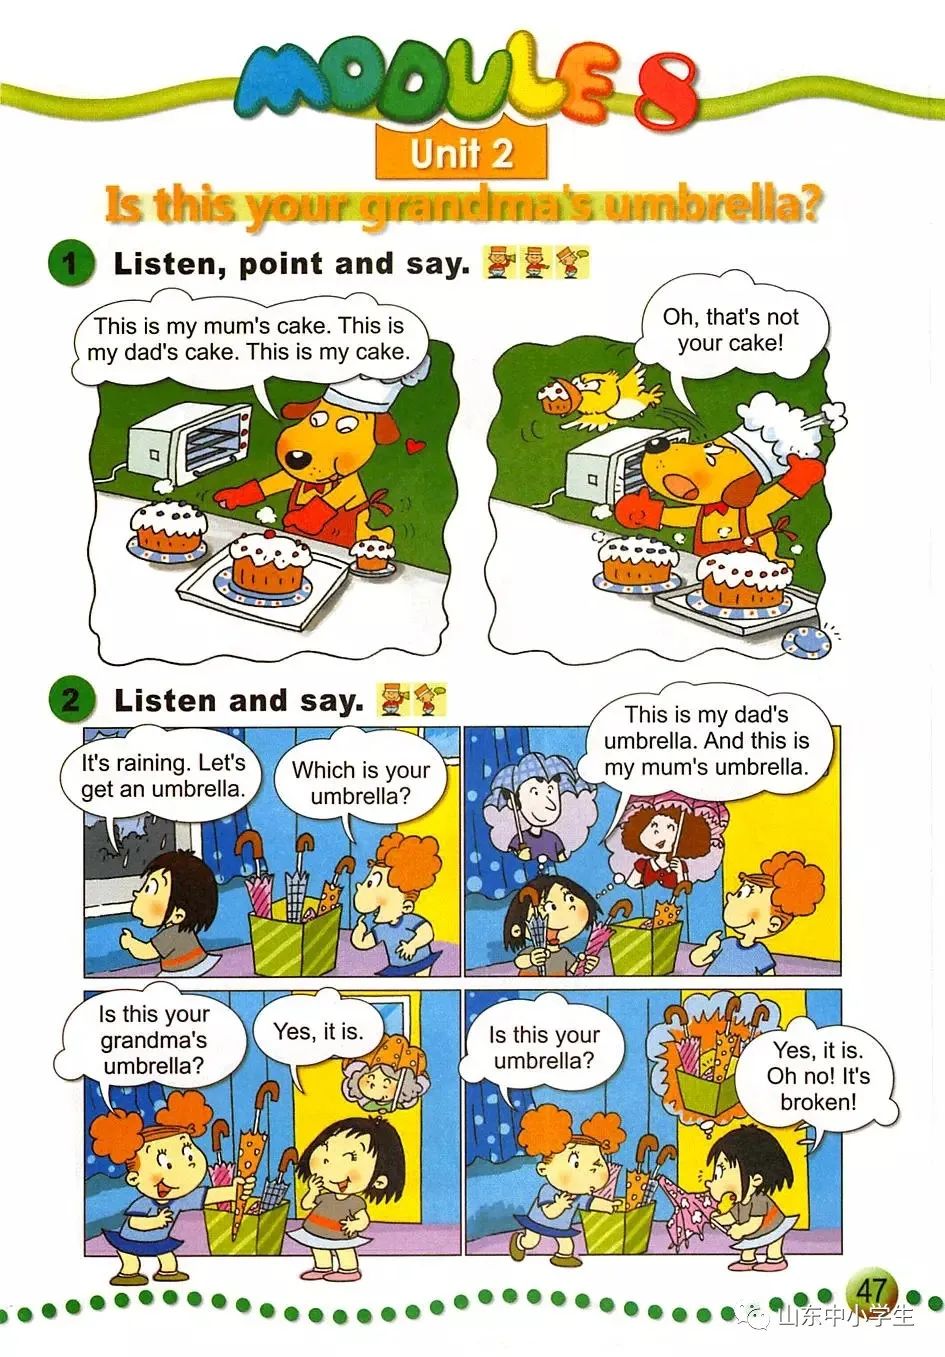 MODULE 8
Unit 2
Is this your grandma's umbrella?
1 Listen, point and say.
This is my mum's cake. This is
my dad's cake. This is my cake.
Oh, that's not
your cake!
2 Listen and say.
It's raining. Let's
get an umbrella.
Which is your
umbrella?
This is my dad's
umbrella. And this is
my mum's umbrella.
Is this your
grandma's
umbrella?
Yes, it is.
Is this your
umbrella?
Yes, it is.
Oh no! It's
broken!
47
山东中小学生